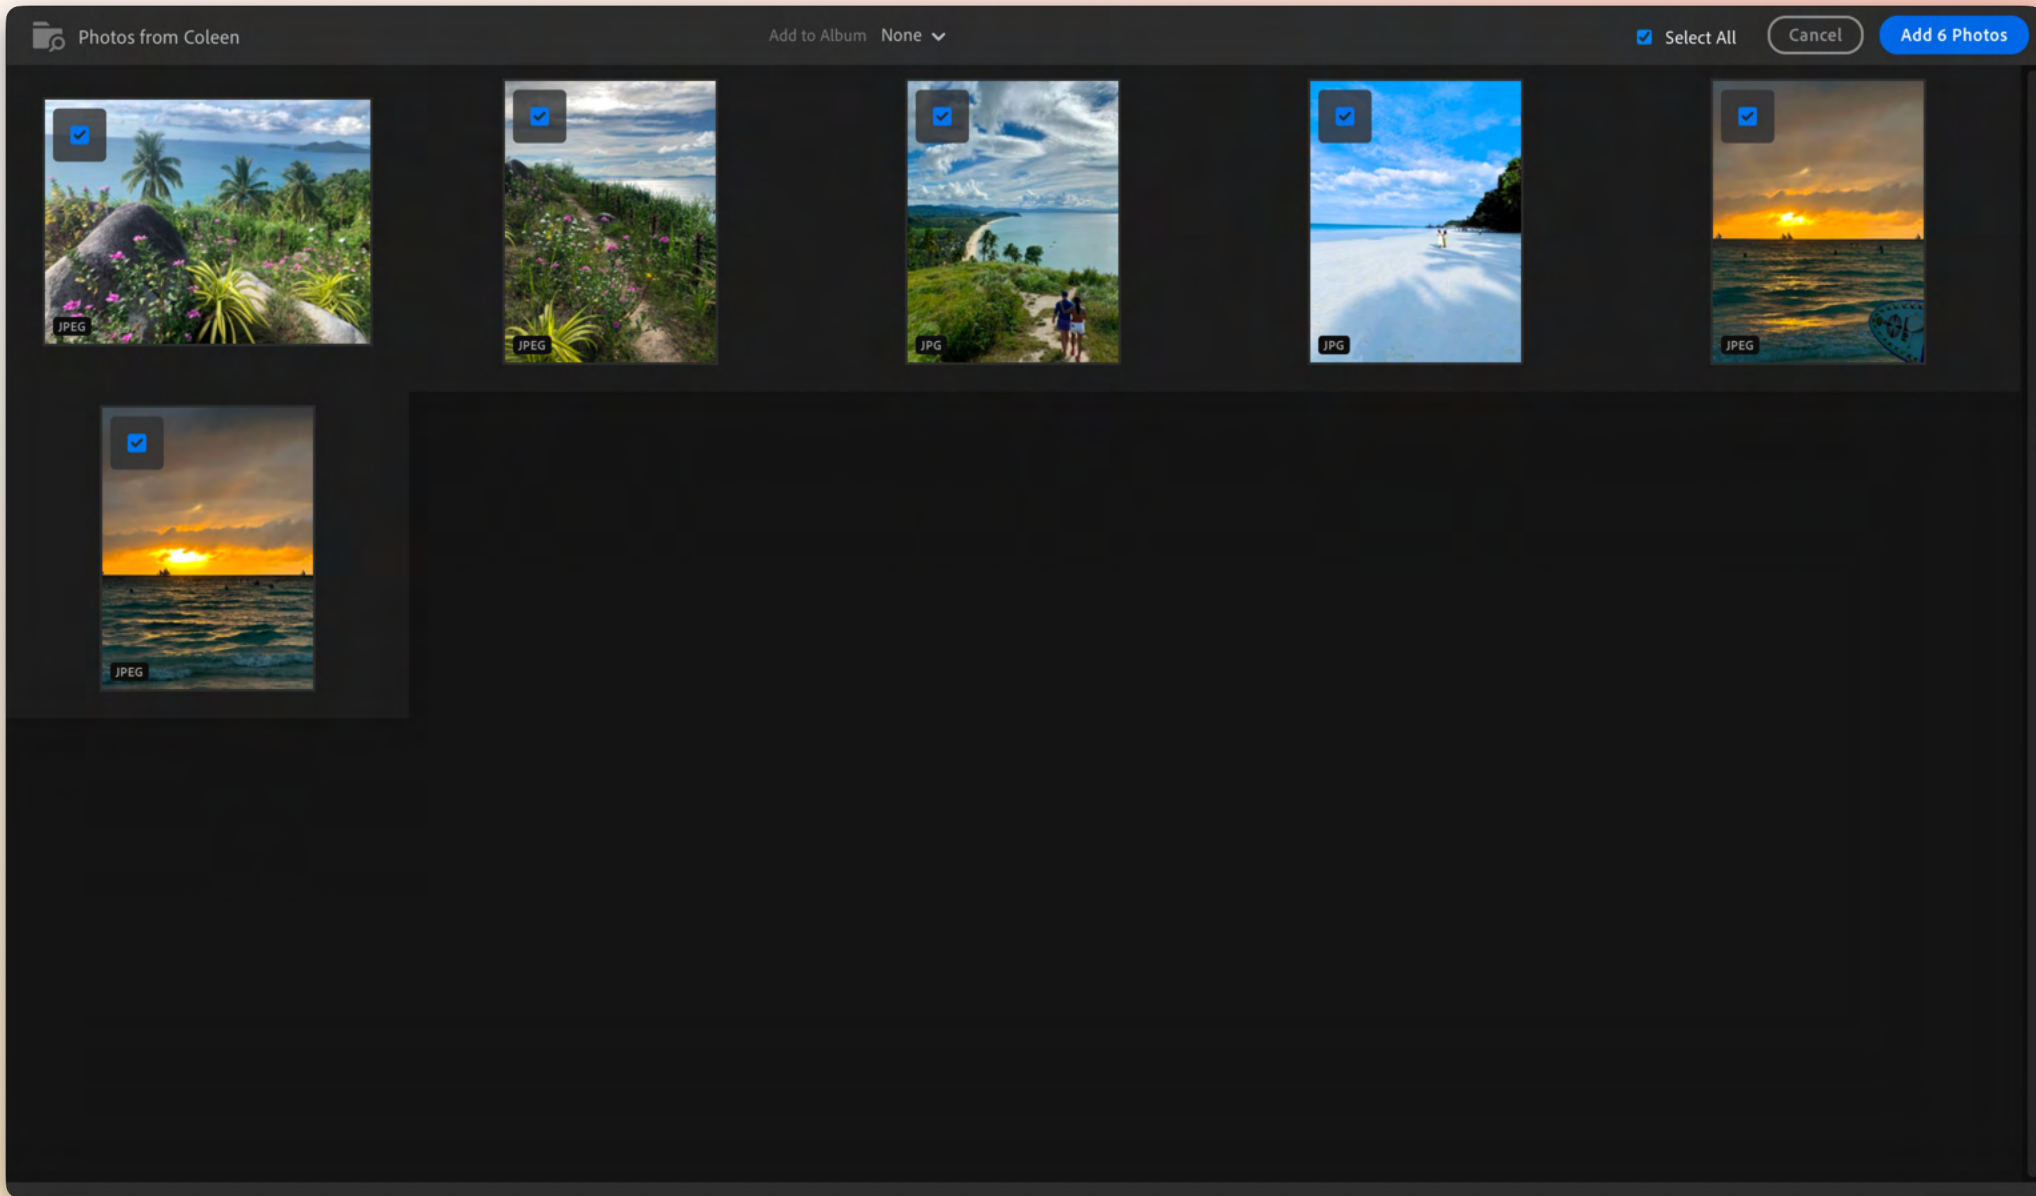 Photos from Coleen
Add to Album None
Select All
Cancel
Add 6 Photos
JPEG
JPEG
JPG
JPG
JPEG
JPEG